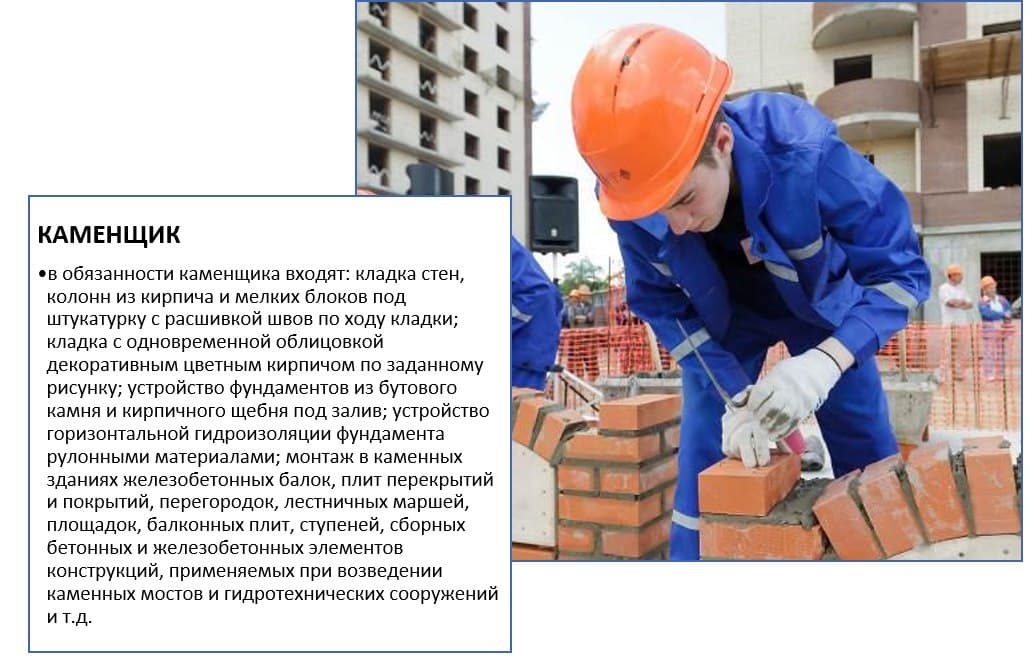 КАМЕНЩИК
•в обязанности каменщика входят: кладка стен,
колонн из кирпича и мелких блоков под
штукатурку с расшивкой швов по ходу кладки;
кладка с одновременной облицовкой
декоративным цветным кирпичом по заданному
рисунку; устройство фундаментов из бутового
камня и кирпичного щебня под залив; устройство
горизонтальной гидроизоляции фундамента
рулонными материалами; монтаж в каменных
зданиях железобетонных балок, плит перекрытий
и покрытий, перегородок, лестничных маршей,
площадок, балконных плит, ступеней, сборных
бетонных и железобетонных элементов
конструкций, применяемых при возведении
каменных мостов и гидротехнических сооружений
и т.д.